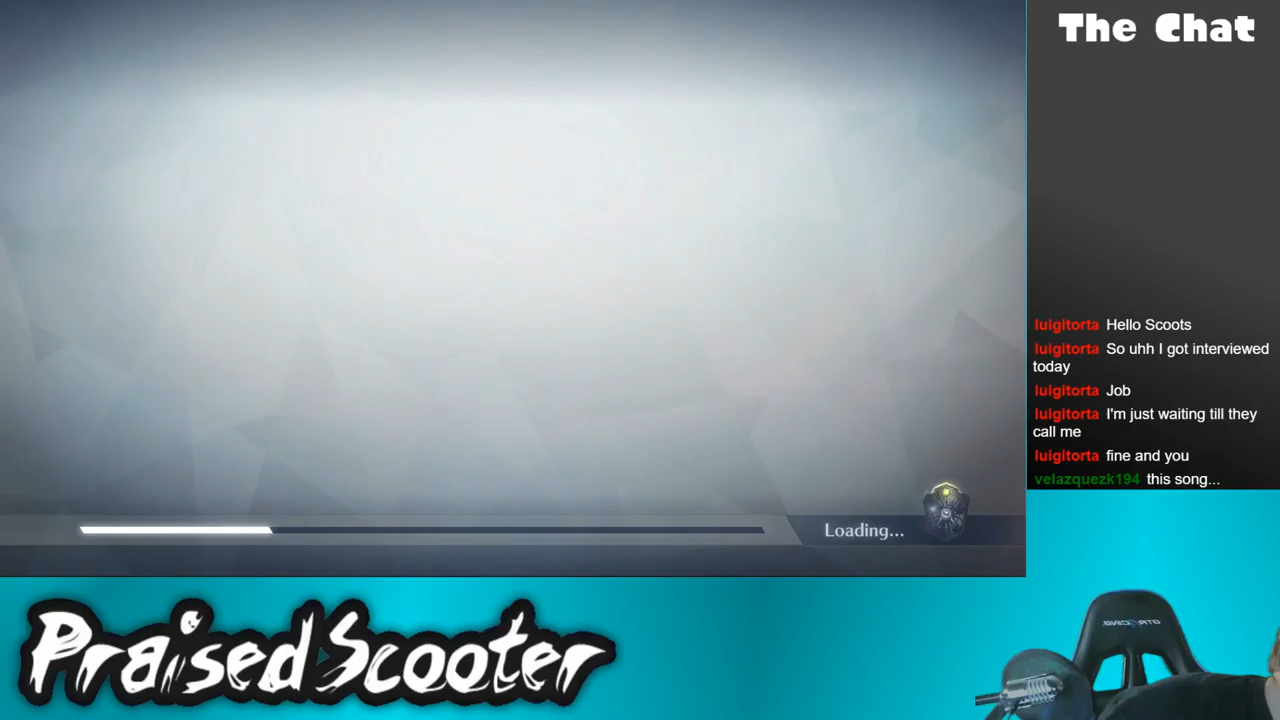 The Chat
luigitorta Hello Scoots
luigitorta So uhh I got interviewed
today
luigitorta Job
luigitorta I'm just waiting till they
call me
luigitorta fine and you
velazquezk194 this song...
Loading...
PraisedScooter